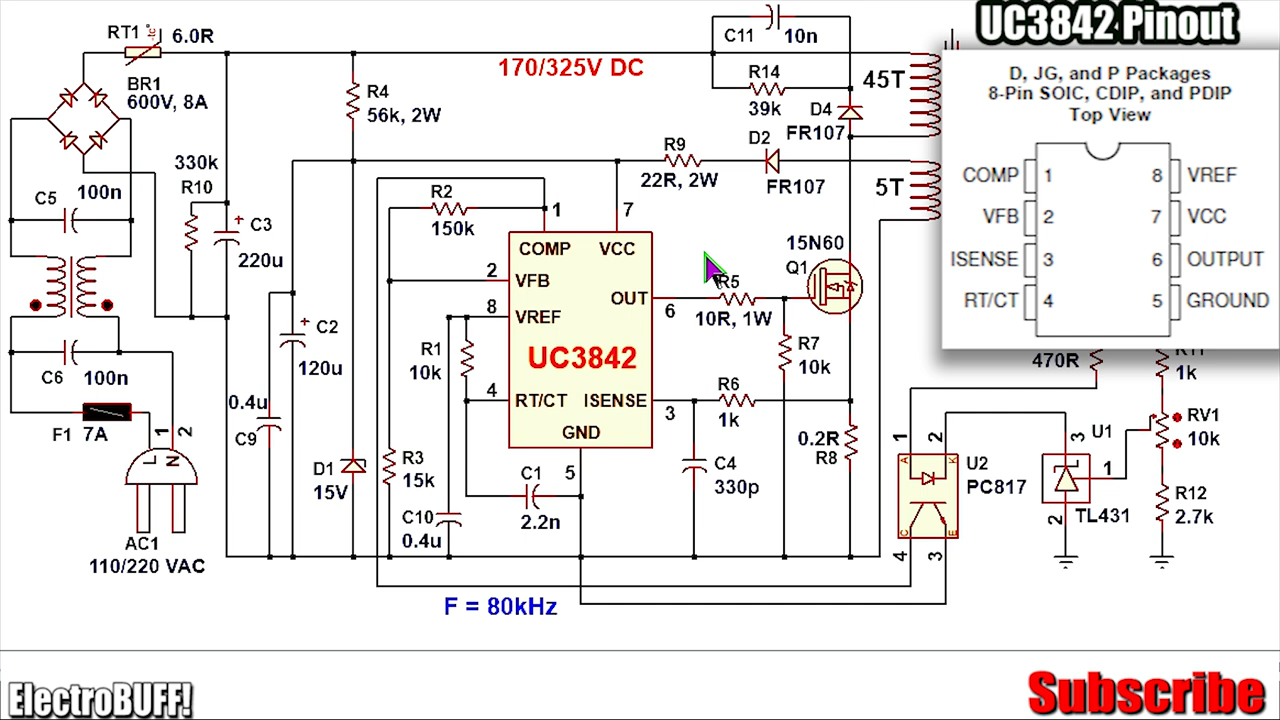 UC3842 Pinout
D, JG, and P Packages
8-Pin SOIC, CDIP, and PDIP
Top View
COMP 1 8 VREF
VFB 2 7 VCC
ISENSE 3 6 OUTPUT
RT/CT 4 5 GROUND
RT1 -tc 6.0R
BR1
600V, 8A
170/325V DC
C11 10n
R14
39k
45T
D4
FR107
R4
56k, 2W
R9
22R, 2W
D2
FR107
5T
330k
R10
C3
+
220u
C5 100n
C6 100n
F1 7A
1
2
L N
AC1
110/220 VAC
C2
+
120u
0.4u
C9
D1
15V
R2
150k
R3
15k
R1
10k
C10
0.4u
C1
2.2n
1
7
2
8
4
6
3
5
COMP VCC
VFB
OUT
VREF
UC3842
RT/CT ISENSE
GND
R5
10R, 1W
15N60
Q1
R7
10k
R6
1k
C4
330p
0.2R
R8
470R
1k
RV1
10k
R12
2.7k
1
2
A K
U2
PC817
C E
4
3
3
U1
1
TL431
2
F = 80kHz
ElectroBUFF!
Subscribe